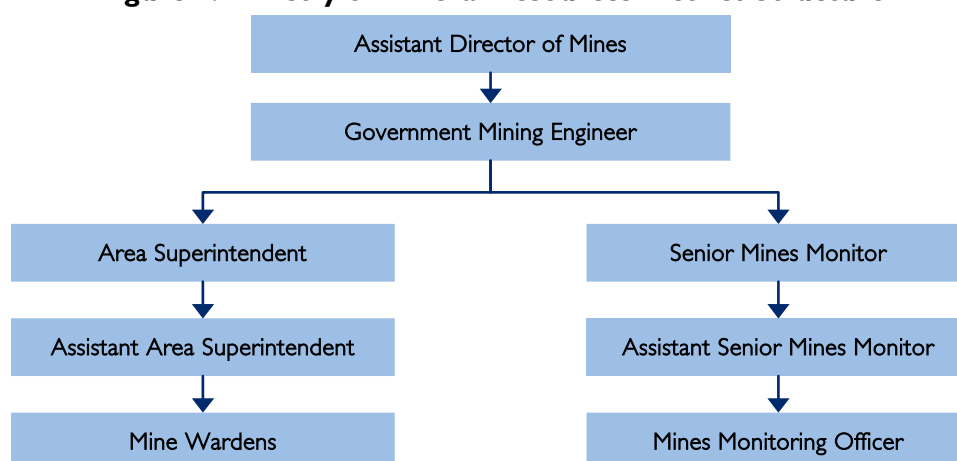 Assistant Director of Mines
Government Mining Engineer
Area Superintendent
Senior Mines Monitor
Assistant Area Superintendent
Assistant Senior Mines Monitor
Mine Wardens
Mines Monitoring Officer